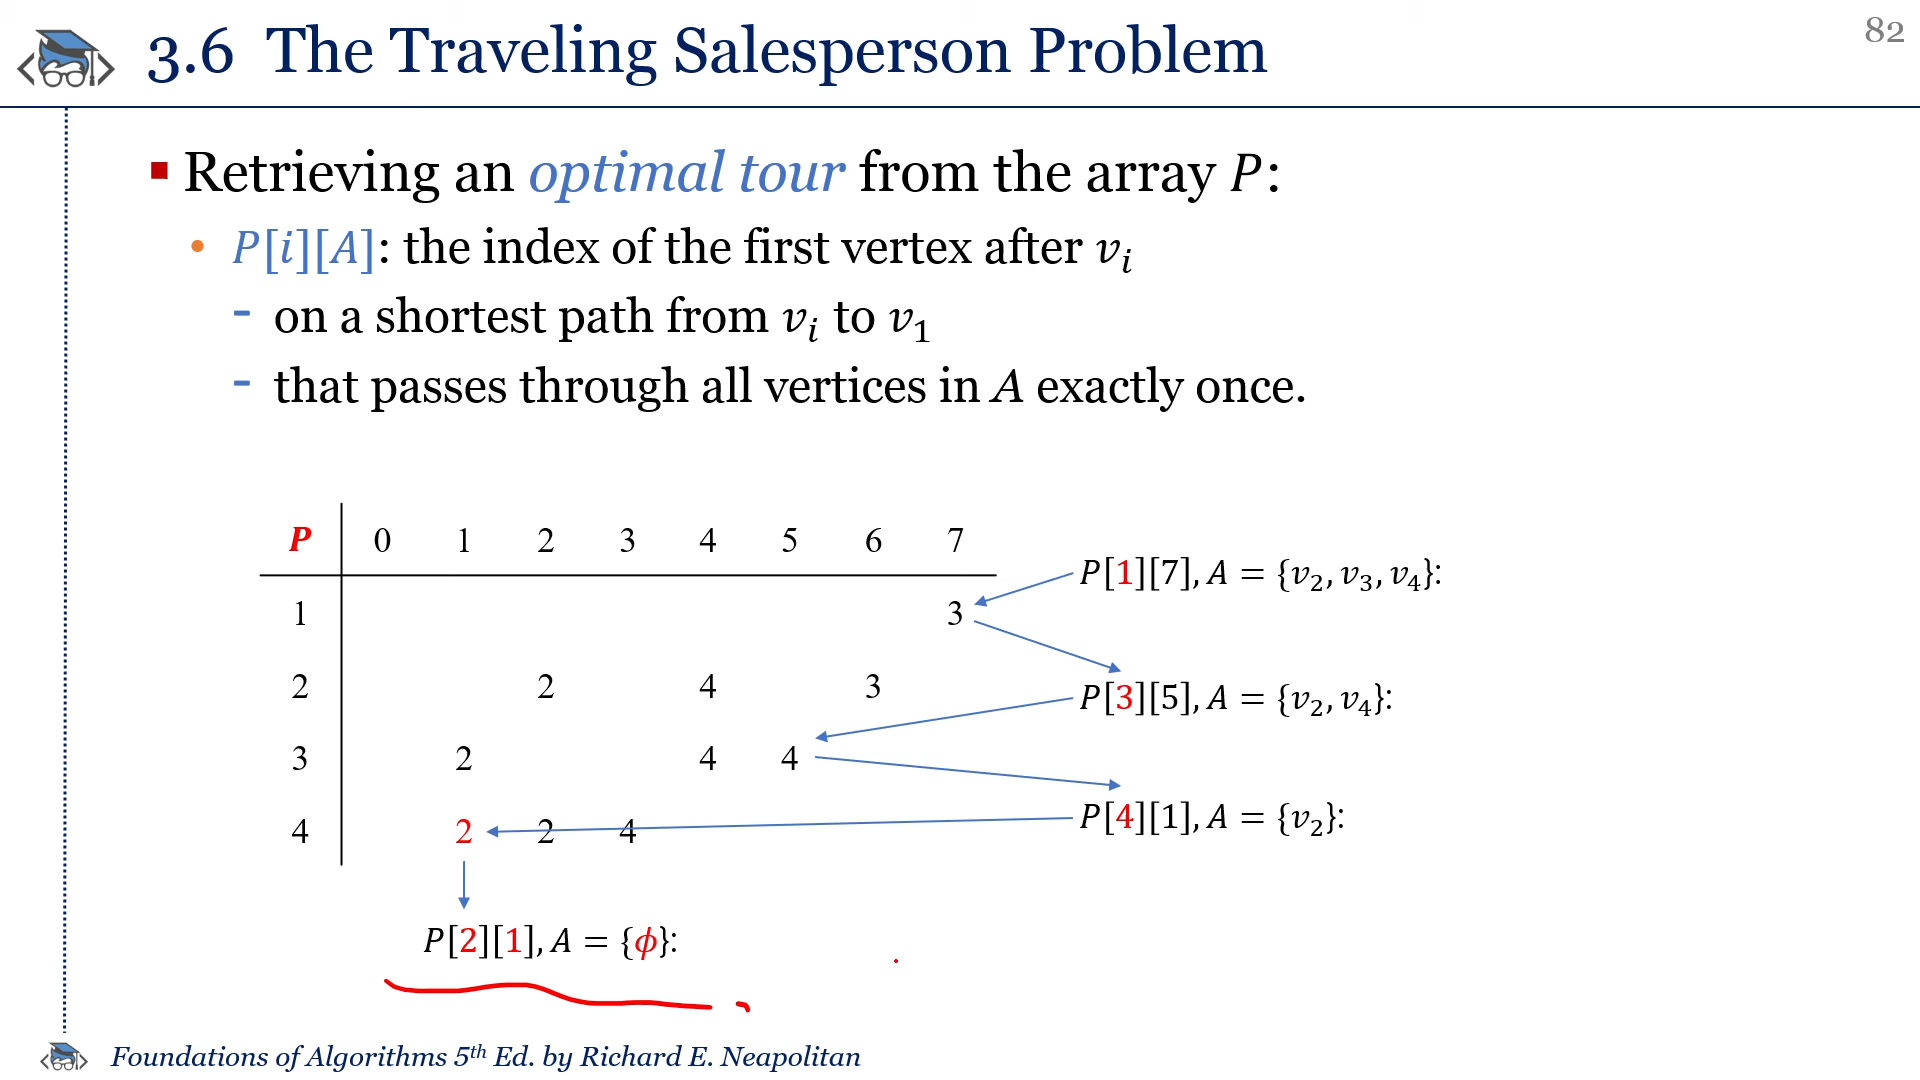 3.6 The Traveling Salesperson Problem
82
Retrieving an optimal tour from the array P:
P[i][A]: the index of the first vertex after v_i
- on a shortest path from v_i to v_1
- that passes through all vertices in A exactly once.
P 0 1 2 3 4 5 6 7
P[1][7], A = {v_2, v_3, v_4}:
1 3
2 2 4 3
P[3][5], A = {v_2, v_4}:
3 2 4 4
P[4][1], A = {v_2}:
4 2 2 4
P[2][1], A = {ϕ}:
Foundations of Algorithms 5th Ed. by Richard E. Neapolitan